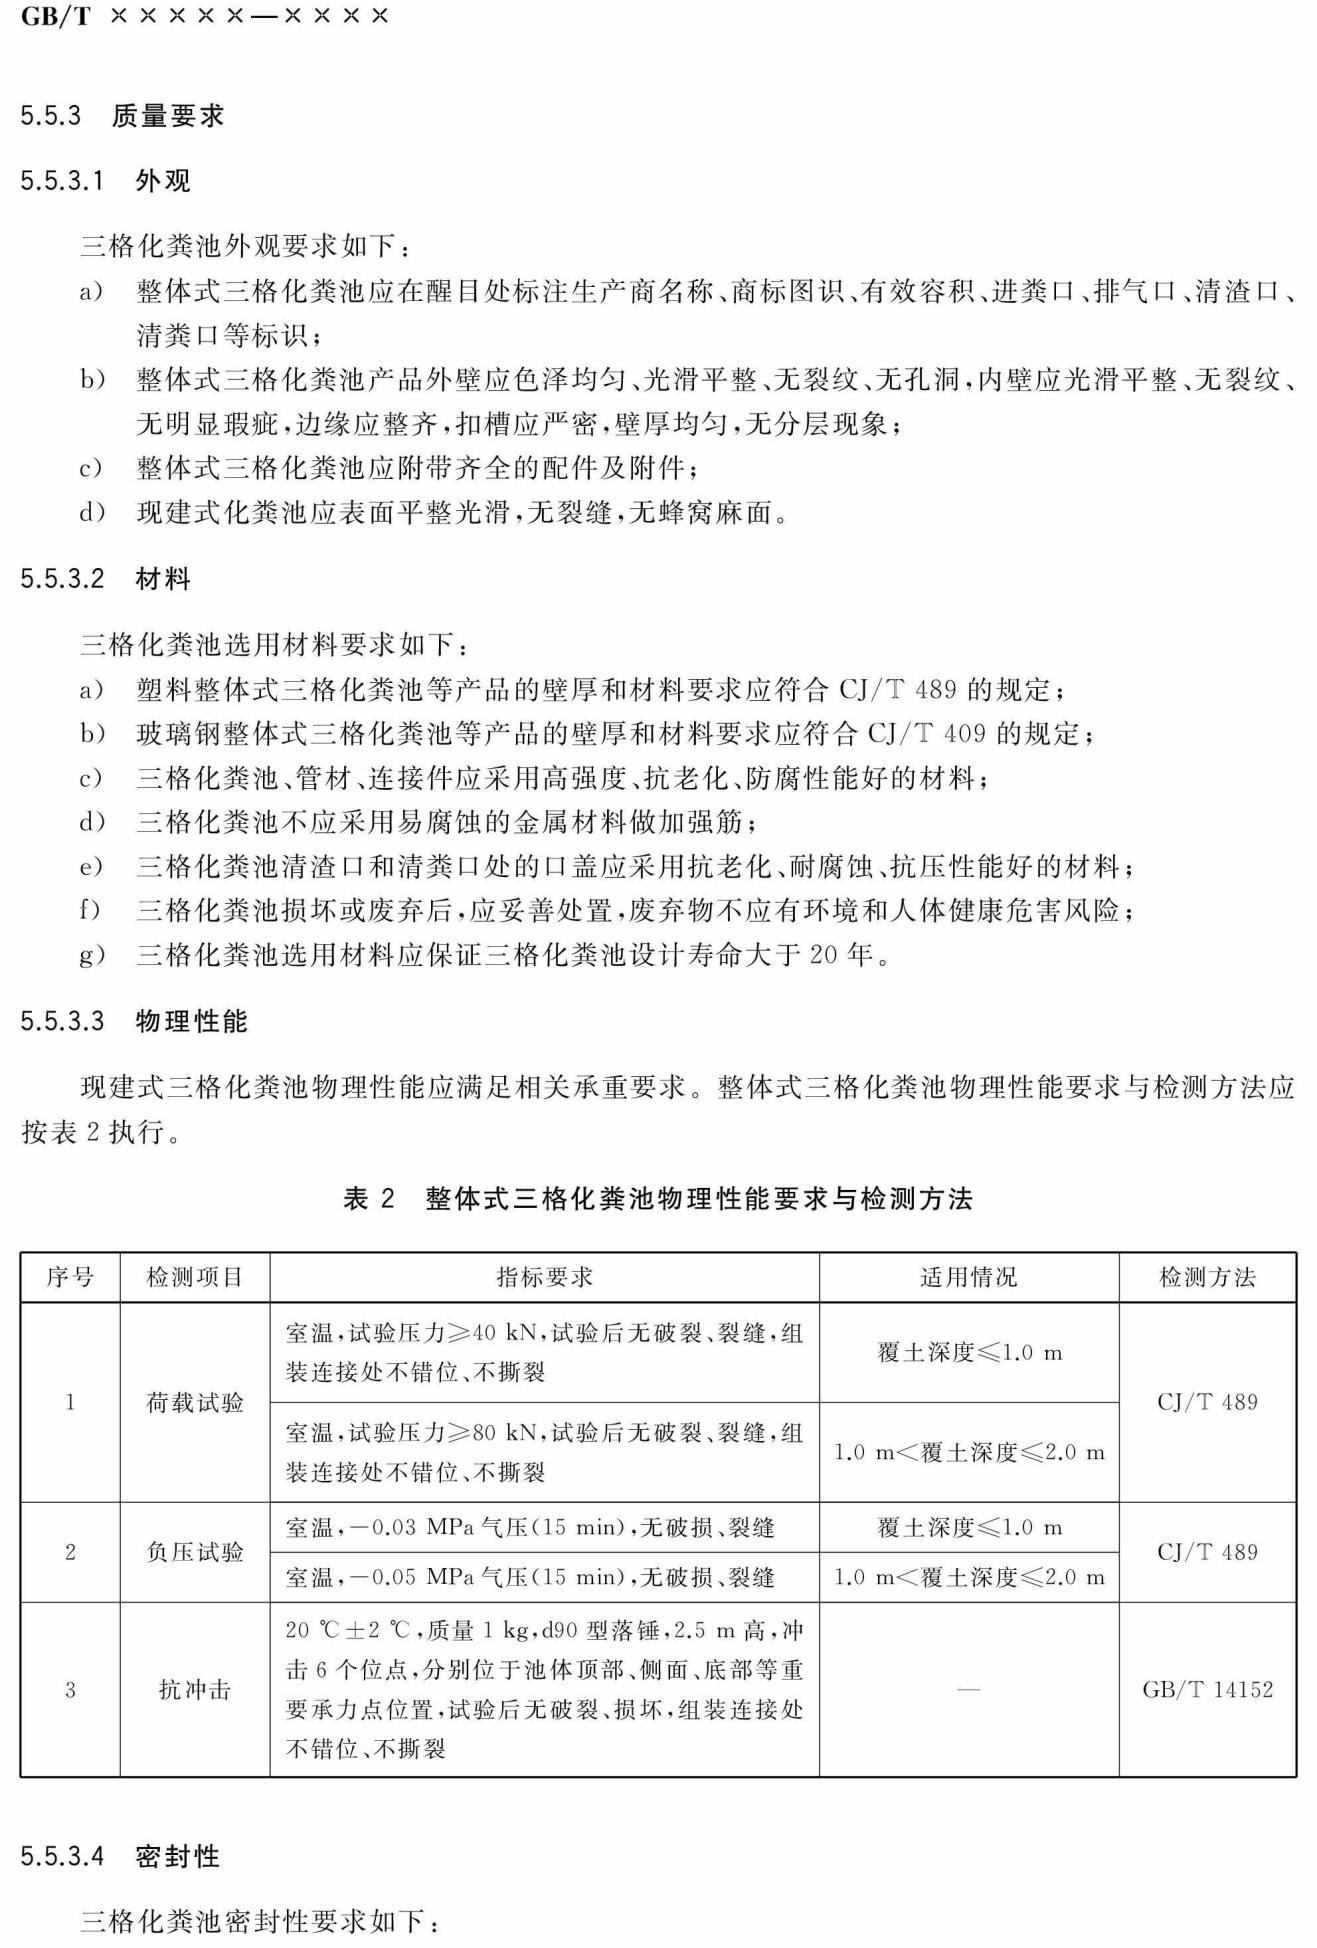 GB/T ×××××—××××
5.5.3 质量要求
5.5.3.1 外观
三格化粪池外观要求如下:
a) 整体式三格化粪池应在醒目处标注生产商名称、商标图识、有效容积、进粪口、排气口、清渣口、
清粪口等标识;
b) 整体式三格化粪池产品外壁应色泽均匀、光滑平整、无裂纹、无孔洞,内壁应光滑平整、无裂纹、
无明显瑕疵,边缘应整齐,扣槽应严密,壁厚均匀,无分层现象;
c) 整体式三格化粪池应附带齐全的配件及附件;
d) 现建式化粪池应表面平整光滑,无裂缝,无蜂窝麻面。
5.5.3.2 材料
三格化粪池选用材料要求如下:
a) 塑料整体式三格化粪池等产品的壁厚和材料要求应符合 CJ/T 489 的规定;
b) 玻璃钢整体式三格化粪池等产品的壁厚和材料要求应符合 CJ/T 409 的规定;
c) 三格化粪池、管材、连接件应采用高强度、抗老化、防腐性能好的材料;
d) 三格化粪池不应采用易腐蚀的金属材料做加强筋;
e) 三格化粪池清渣口和清粪口处的口盖应采用抗老化、耐腐蚀、抗压性能好的材料;
f) 三格化粪池损坏或废弃后,应妥善处置,废弃物不应有环境和人体健康危害风险;
g) 三格化粪池选用材料应保证三格化粪池设计寿命大于 20 年。
5.5.3.3 物理性能
现建式三格化粪池物理性能应满足相关承重要求。整体式三格化粪池物理性能要求与检测方法应
按表 2 执行。
表 2 整体式三格化粪池物理性能要求与检测方法
序号 检测项目 指标要求 适用情况 检测方法
1 荷载试验 室温,试验压力≥40 kN,试验后无破裂、裂缝,组
装连接处不错位、不撕裂 覆土深度≤1.0 m CJ/T 489
室温,试验压力≥80 kN,试验后无破裂、裂缝,组
装连接处不错位、不撕裂 1.0 m<覆土深度≤2.0 m
2 负压试验 室温,-0.03 MPa 气压(15 min),无破损、裂缝 覆土深度≤1.0 m CJ/T 489
室温,-0.05 MPa 气压(15 min),无破损、裂缝 1.0 m<覆土深度≤2.0 m
3 抗冲击 20 ℃±2 ℃,质量 1 kg,d90 型落锤,2.5 m 高,冲
击 6 个位点,分别位于池体顶部、侧面、底部等重
要承力点位置,试验后无破裂、损坏,组装连接处
不错位、不撕裂 — GB/T 14152
5.5.3.4 密封性
三格化粪池密封性要求如下: